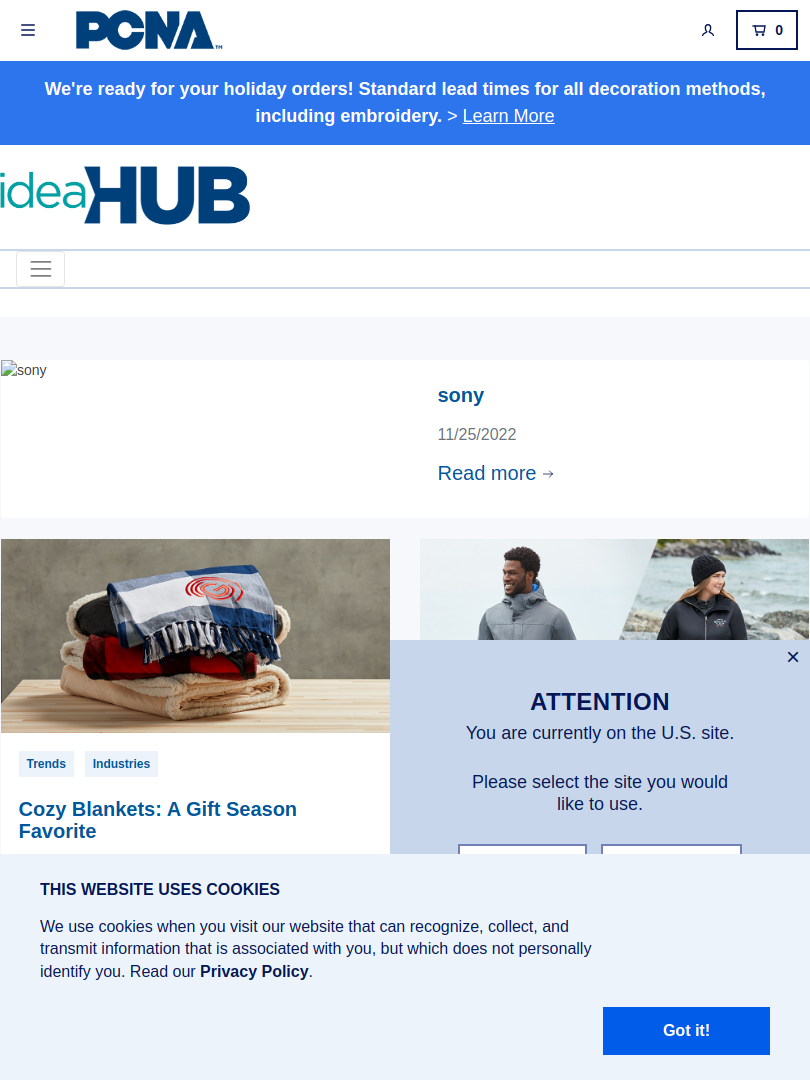 PCNA™
0
We're ready for your holiday orders! Standard lead times for all decoration methods,
including embroidery. > Learn More
ideaHUB
sony
sony
11/25/2022
Read more →
Trends Industries
Cozy Blankets: A Gift Season
Favorite
×
ATTENTION
You are currently on the U.S. site.
Please select the site you would
like to use.
THIS WEBSITE USES COOKIES
We use cookies when you visit our website that can recognize, collect, and
transmit information that is associated with you, but which does not personally
identify you. Read our Privacy Policy.
Got it!